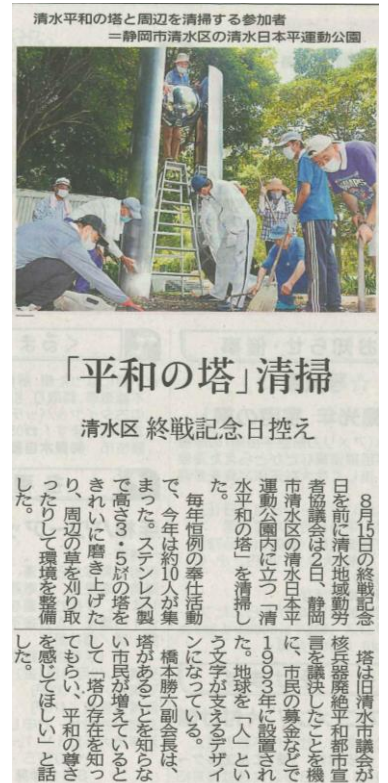 清水平和の塔と周辺を清掃する参加者
=静岡市清水区の清水日本平運動公園
「平和の塔」清掃
清水区 終戦記念日控え
8月15日の終戦記念
日を前に清水地域動労
者協議会は2日、静岡
市清水区の清水日本平
運動公園内に立つ「清
水平和の塔」を清掃し
た。
毎年恒例の奉仕活動
で、今年は約10人が集
まった。ステンレス製
で高さ3・5㍍の塔を
きれいに磨き上げた
り、周辺の草を刈り取
ったりして環境を整備
した。
塔は旧清水市議会が
核兵器廃絶平和都市宣
言を議決したことを機
に、市民の募金などで
1993年に設置され
た。地球を「人」とい
う文字が支えるデザイ
ンになっている。
橋本勝六副会長は、
塔があることを知らな
い市民が増えていると
して「塔の存在を知っ
てもらい、平和の尊さ
を感じてほしい」と話
した。